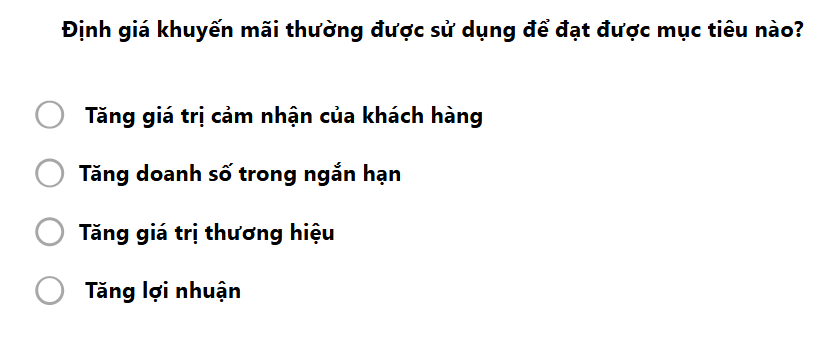 Định giá khuyến mãi thường được sử dụng để đạt được mục tiêu nào?
Tăng giá trị cảm nhận của khách hàng
Tăng doanh số trong ngắn hạn
Tăng giá trị thương hiệu
Tăng lợi nhuận